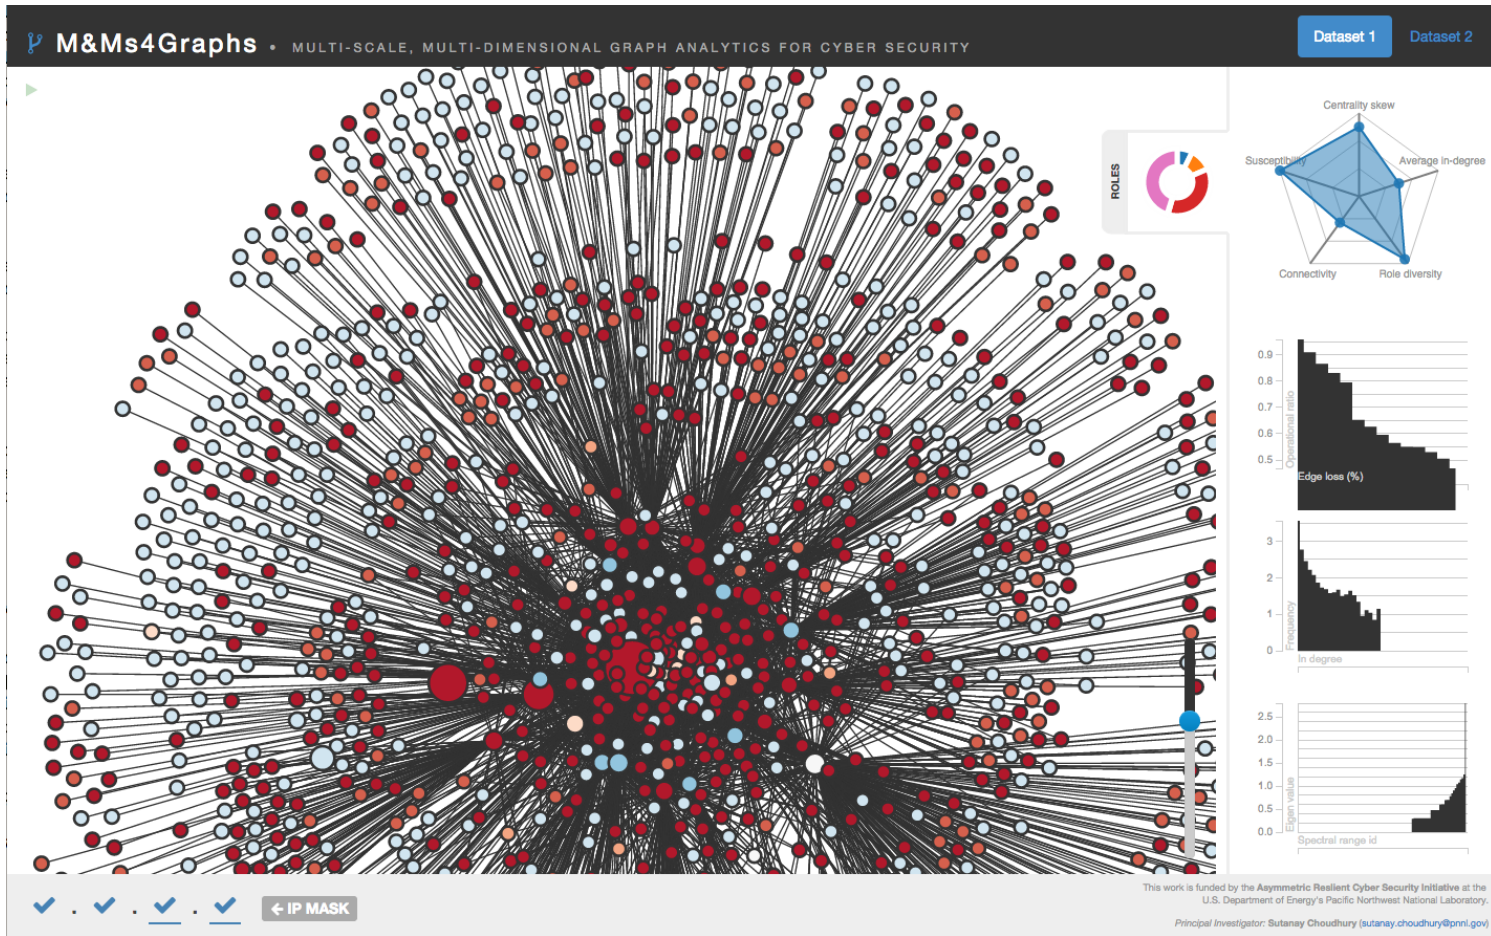 M&Ms4Graphs • MULTI-SCALE, MULTI-DIMENSIONAL GRAPH ANALYTICS FOR CYBER SECURITY
Dataset 1
Dataset 2
ROLES
Centrality skew
Susceptibility
Average in-degree
Connectivity
Role diversity
0.9
0.8
0.7
0.6
0.5
Operational ratio
Edge loss (%)
3
2
1
0
Frequency
In degree
2.5
2.0
1.5
1.0
0.5
0.0
Eigen value
Spectral range id
. . .
IP MASK
This work is funded by the Asymmetric Resilient Cyber Security Initiative at the
U.S. Department of Energy's Pacific Northwest National Laboratory.
Principal Investigator: Sutanay Choudhury (sutanay.choudhury@pnnl.gov)